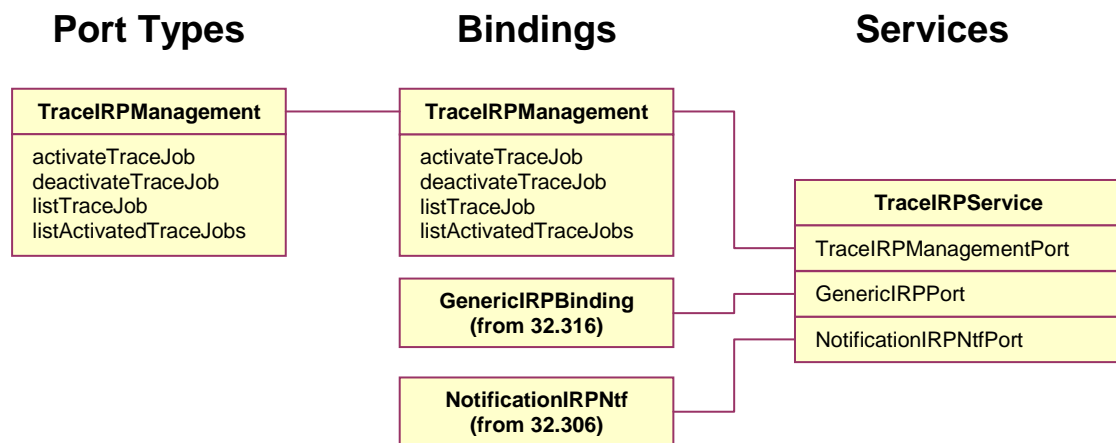 Port Types
Bindings
Services
TraceIRPManagement
activateTraceJob
deactivateTraceJob
listTraceJob
listActivatedTraceJobs
TraceIRPManagement
activateTraceJob
deactivateTraceJob
listTraceJob
listActivatedTraceJobs
GenericIRPBinding
(from 32.316)
NotificationIRPNtf
(from 32.306)
TraceIRPService
TraceIRPManagementPort
GenericIRPPort
NotificationIRPNtfPort